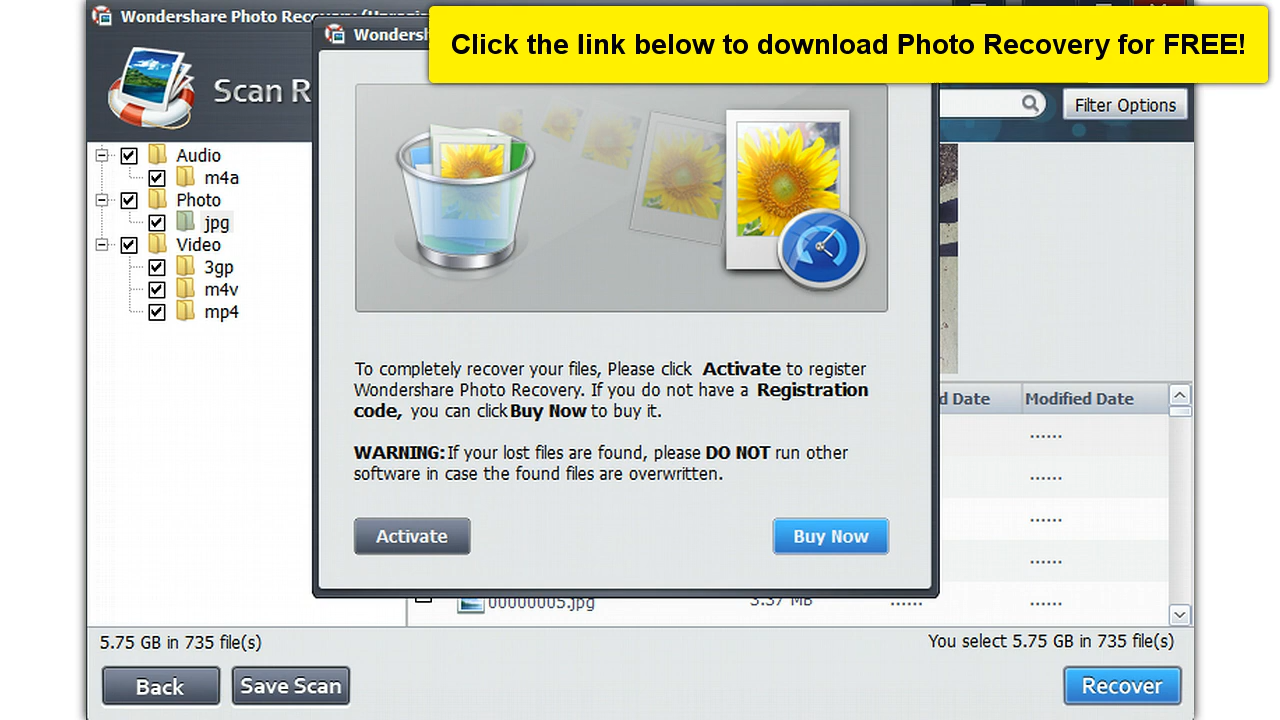 Wondershare Photo Recovery
Wondershare
Click the link below to download Photo Recovery for FREE!
Scan R
Filter Options
Audio
m4a
Photo
jpg
Video
3gp
m4v
mp4
To completely recover your files, Please click Activate to register
Wondershare Photo Recovery. If you do not have a Registration
code, you can click Buy Now to buy it.
WARNING: If your lost files are found, please DO NOT run other
software in case the found files are overwritten.
Activate
Buy Now
d Date
Modified Date
......
......
......
......
00000005.jpg
3.37 MB
......
......
5.75 GB in 735 file(s)
You select 5.75 GB in 735 file(s)
Back
Save Scan
Recover